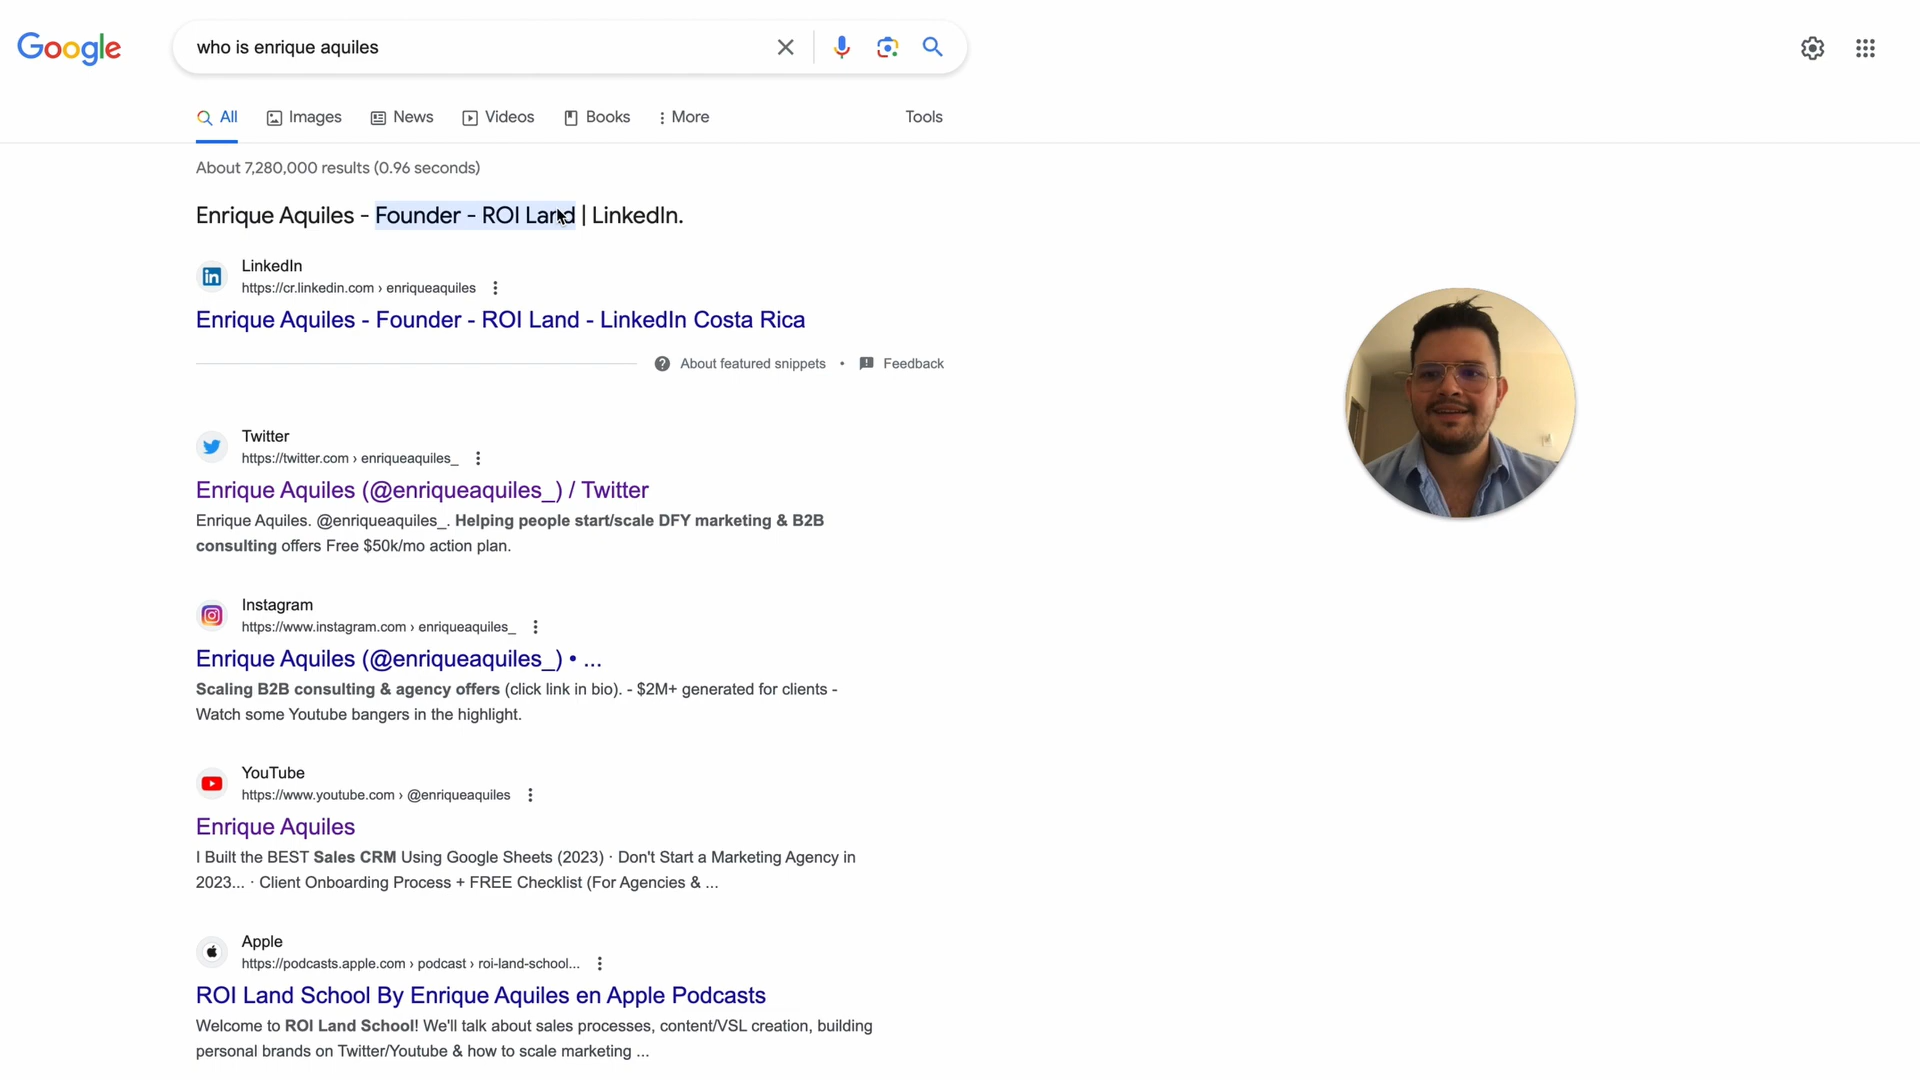 Google
who is enrique aquiles
All Images News Videos Books More Tools
About 7,280,000 results (0.96 seconds)
Enrique Aquiles - Founder - ROI Land | LinkedIn.
LinkedIn
https://cr.linkedin.com › enriqueaquiles
Enrique Aquiles - Founder - ROI Land - LinkedIn Costa Rica
About featured snippets • Feedback
Twitter
https://twitter.com › enriqueaquiles_
Enrique Aquiles (@enriqueaquiles_) / Twitter
Enrique Aquiles. @enriqueaquiles_. Helping people start/scale DFY marketing & B2B
consulting offers Free $50k/mo action plan.
Instagram
https://www.instagram.com › enriqueaquiles_
Enrique Aquiles (@enriqueaquiles_) • ...
Scaling B2B consulting & agency offers (click link in bio). - $2M+ generated for clients -
Watch some Youtube bangers in the highlight.
YouTube
https://www.youtube.com › @enriqueaquiles
Enrique Aquiles
I Built the BEST Sales CRM Using Google Sheets (2023) · Don't Start a Marketing Agency in
2023... · Client Onboarding Process + FREE Checklist (For Agencies & ...
Apple
https://podcasts.apple.com › podcast › roi-land-school...
ROI Land School By Enrique Aquiles en Apple Podcasts
Welcome to ROI Land School! We'll talk about sales processes, content/VSL creation, building
personal brands on Twitter/Youtube & how to scale marketing ...